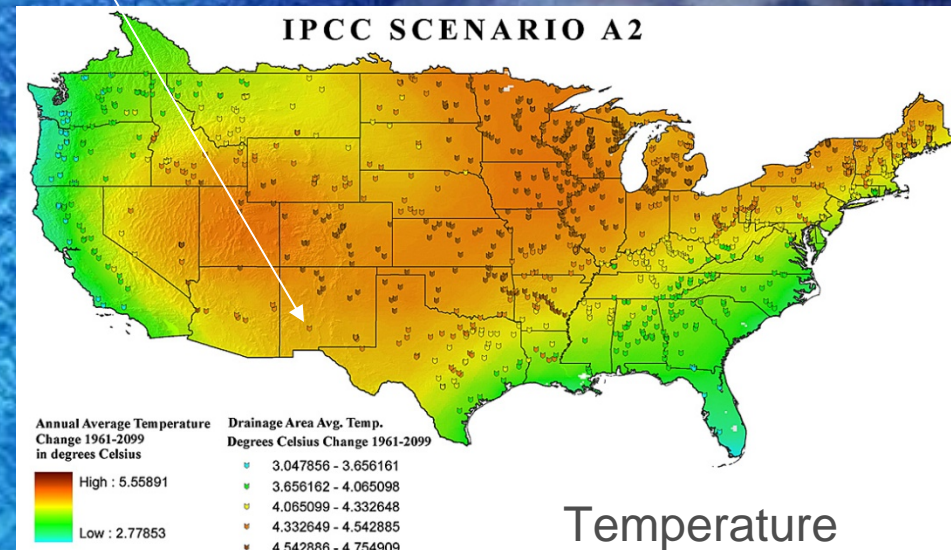 IPCC SCENARIO A2
Annual Average Temperature
Change 1961-2099
in degrees Celsius
High : 5.55891
Low : 2.77853
Drainage Area Avg. Temp.
Degrees Celsius Change 1961-2099
3.047856 - 3.656161
3.656162 - 4.065098
4.065099 - 4.332648
4.332649 - 4.542885
4.542886 - 4.754909
Temperature